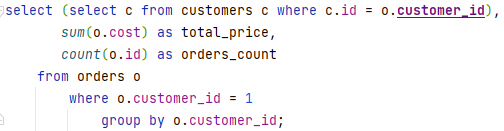 select (select c from customers c where c.id = o.customer_id),
sum(o.cost) as total_price,
count(o.id) as orders_count
from orders o
where o.customer_id = 1
group by o.customer_id;